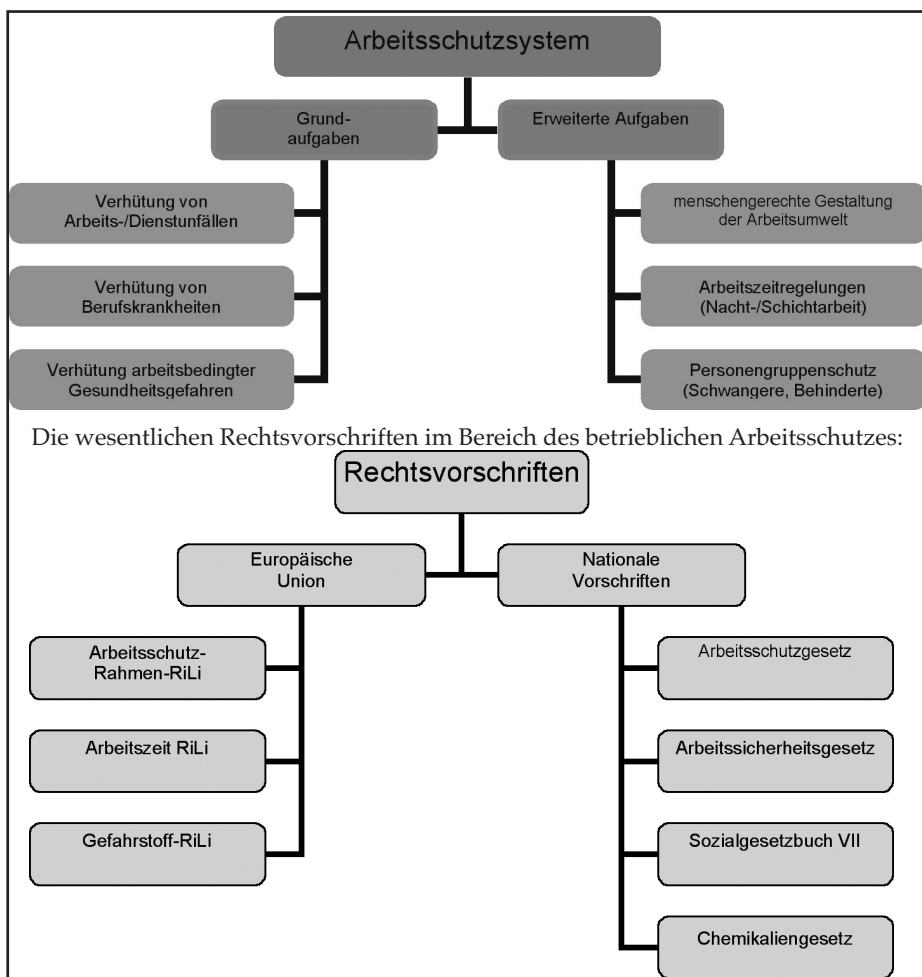 Arbeitsschutzsystem
Grund-
aufgaben
Erweiterte Aufgaben
Verhütung von
Arbeits-/Dienstunfällen
menschengerechte Gestaltung
der Arbeitsumwelt
Verhütung von
Berufskrankheiten
Arbeitszeitregelungen
(Nacht-/Schichtarbeit)
Verhütung arbeitsbedingter
Gesundheitsgefahren
Personengruppenschutz
(Schwangere, Behinderte)
Die wesentlichen Rechtsvorschriften im Bereich des betrieblichen Arbeitsschutzes:
Rechtsvorschriften
Europäische
Union
Nationale
Vorschriften
Arbeitsschutz-
Rahmen-RiLi
Arbeitsschutzgesetz
Arbeitszeit RiLi
Arbeitssicherheitsgesetz
Gefahrstoff-RiLi
Sozialgesetzbuch VII
Chemikaliengesetz